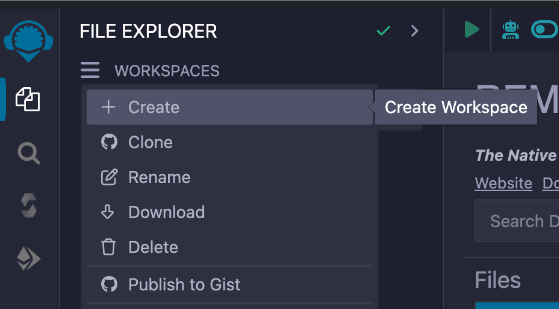 FILE EXPLORER
WORKSPACES
Create
Create Workspace
Clone
Rename
Download
Delete
Publish to Gist
The Native
Website
Search
Files